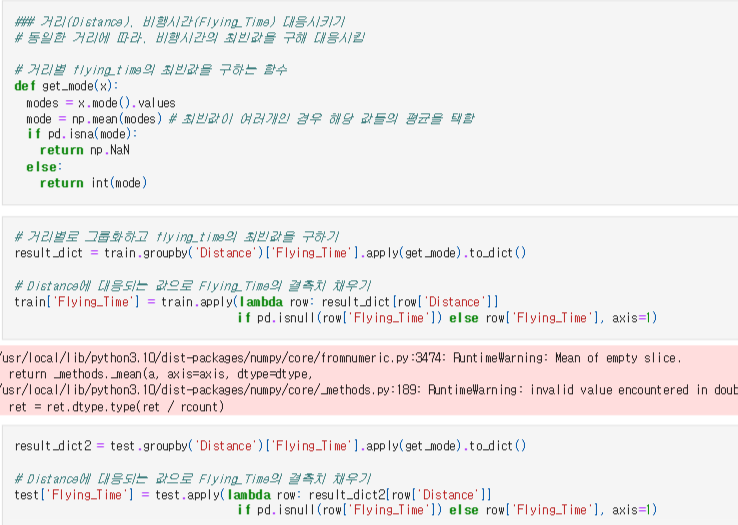 ### 거리(Distance), 비행시간(Flying_Time) 대응시키기
# 동일한 거리에 따라, 비행시간의 최빈값을 구해 대응시킴
# 거리별 flying_time의 최빈값을 구하는 함수
def get_mode(x):
modes = x.mode().values
mode = np.mean(modes) # 최빈값이 여러개인 경우 해당 값들의 평균을 택함
if pd.isna(mode):
return np.NaN
else:
return int(mode)
# 거리별로 그룹화하고 flying_time의 최빈값을 구하기
result_dict = train.groupby('Distance')['Flying_Time'].apply(get_mode).to_dict()
# Distance에 대응되는 값으로 Flying_Time의 결측치 채우기
train['Flying_Time'] = train.apply(lambda row: result_dict[row['Distance']]
if pd.isnull(row['Flying_Time']) else row['Flying_Time'], axis=1)
/usr/local/lib/python3.10/dist-packages/numpy/core/fromnumeric.py:3474: RuntimeWarning: Mean of empty slice.
return _methods._mean(a, axis=axis, dtype=dtype,
/usr/local/lib/python3.10/dist-packages/numpy/core/_methods.py:189: RuntimeWarning: invalid value encountered in doub
ret = ret.dtype.type(ret / rcount)
result_dict2 = test.groupby('Distance')['Flying_Time'].apply(get_mode).to_dict()
# Distance에 대응되는 값으로 Flying_Time의 결측치 채우기
test['Flying_Time'] = test.apply(lambda row: result_dict2[row['Distance']]
if pd.isnull(row['Flying_Time']) else row['Flying_Time'], axis=1)